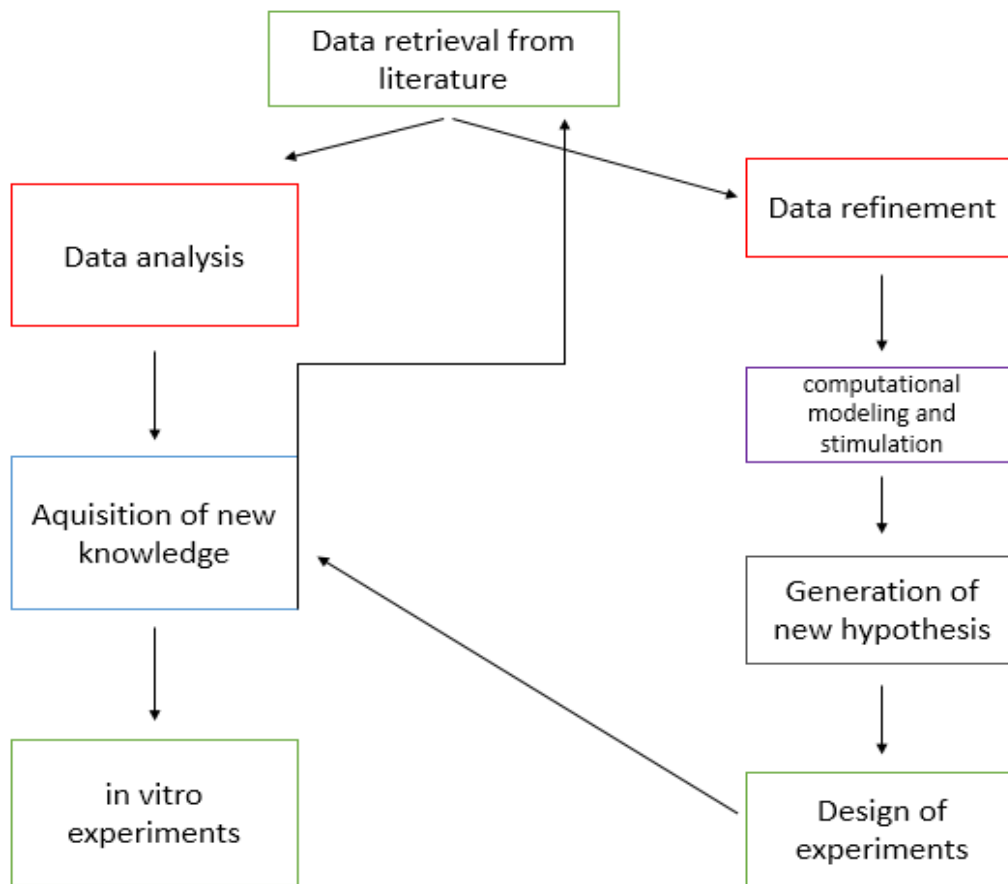 Data retrieval from
literature
Data analysis
Data refinement
computational
modeling and
stimulation
Aquisition of new
knowledge
Generation of
new hypothesis
in vitro
experiments
Design of
experiments